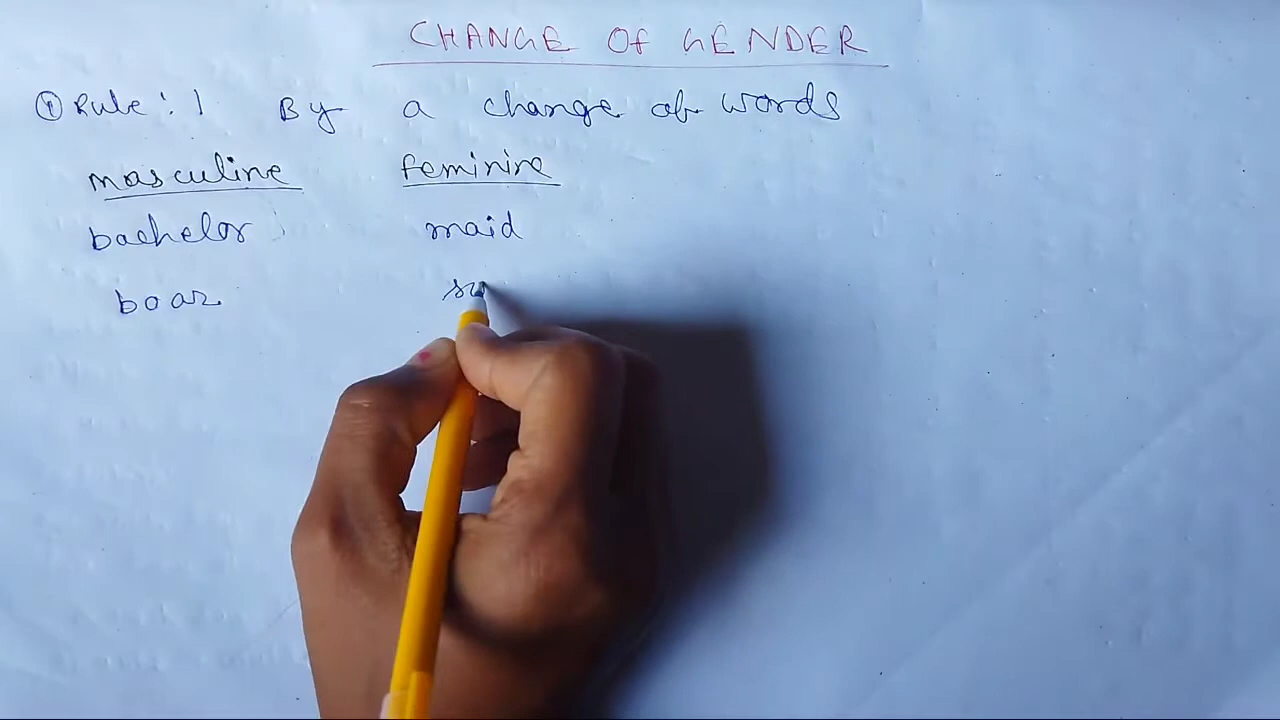 CHANGE OF GENDER
① Rule : 1 By a change of words
masculine feminine
bachelor maid
boar